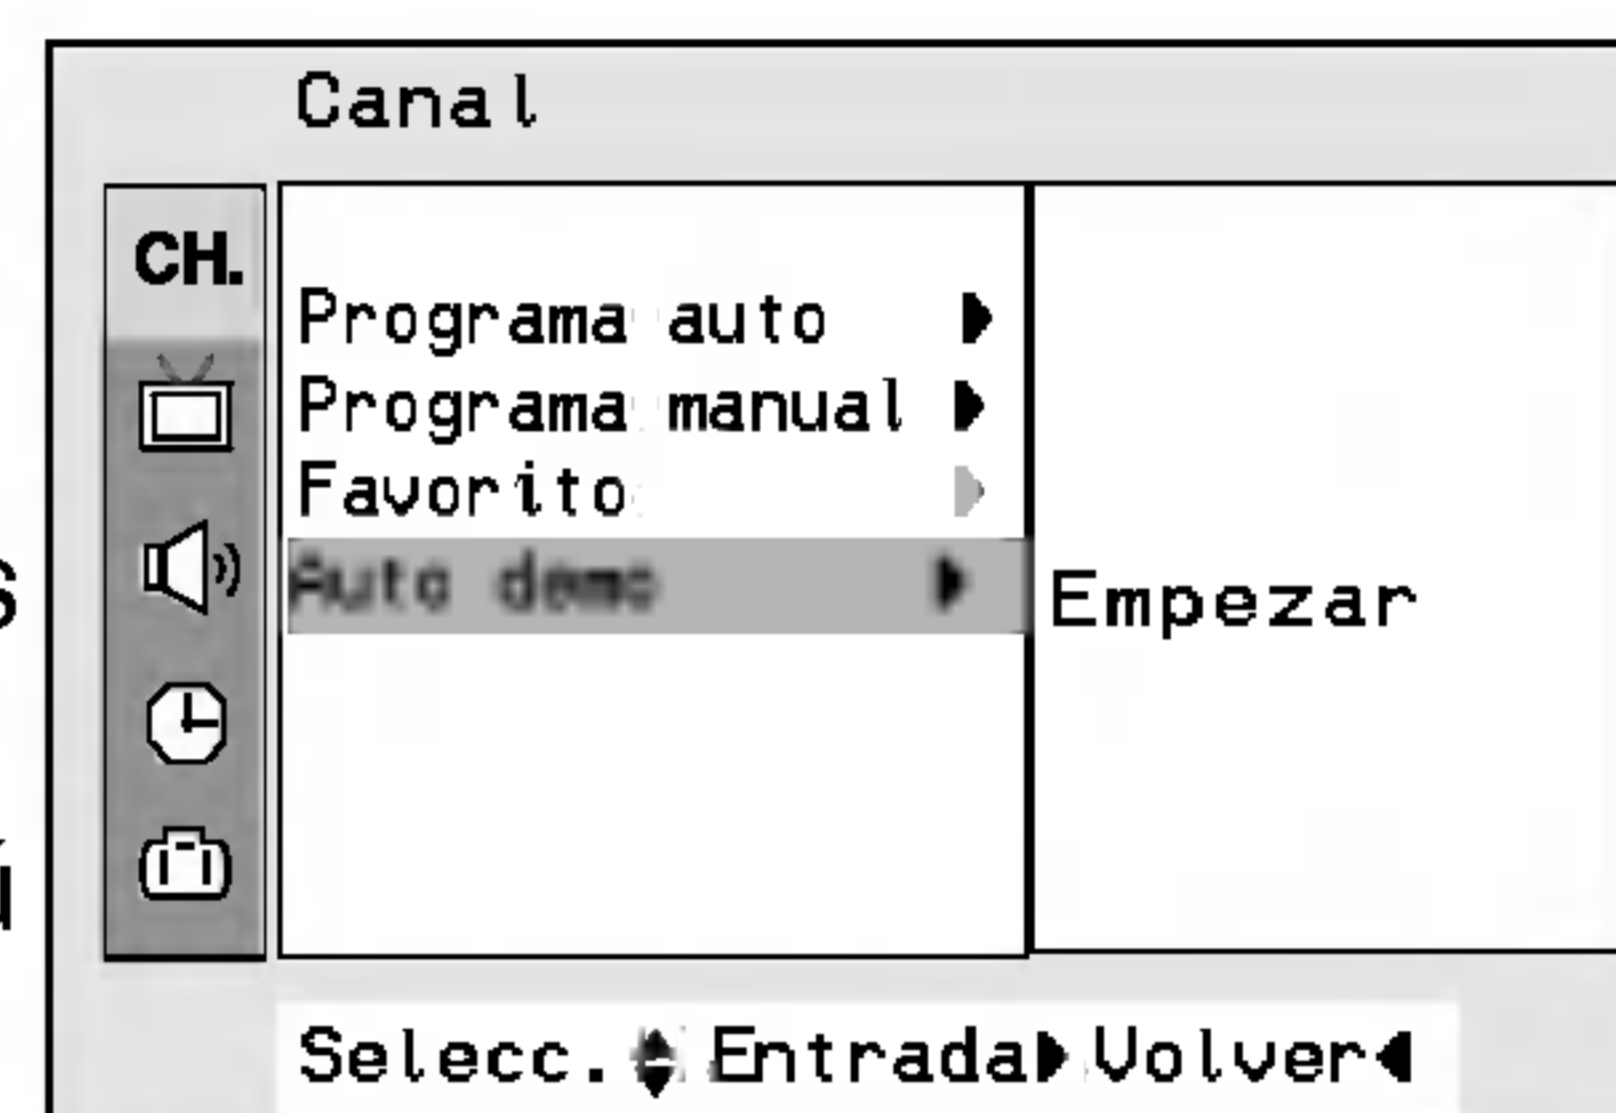 Canal
CH.
Programa auto
Programa manual
Favorito
Auto demo
Empezar
Selecc. Entrada Volver